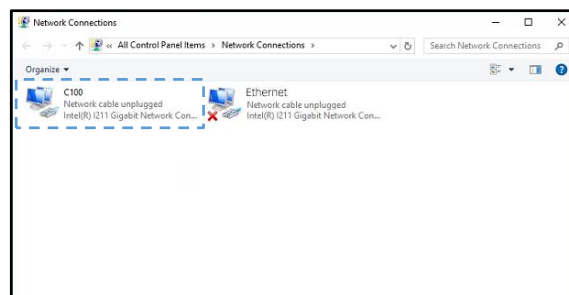 Network Connections
« All Control Panel Items > Network Connections >
Search Network Connections
Organize
C100
Network cable unplugged
Intel(R) I211 Gigabit Network Con...
Ethernet
Network cable unplugged
Intel(R) I211 Gigabit Network Con...